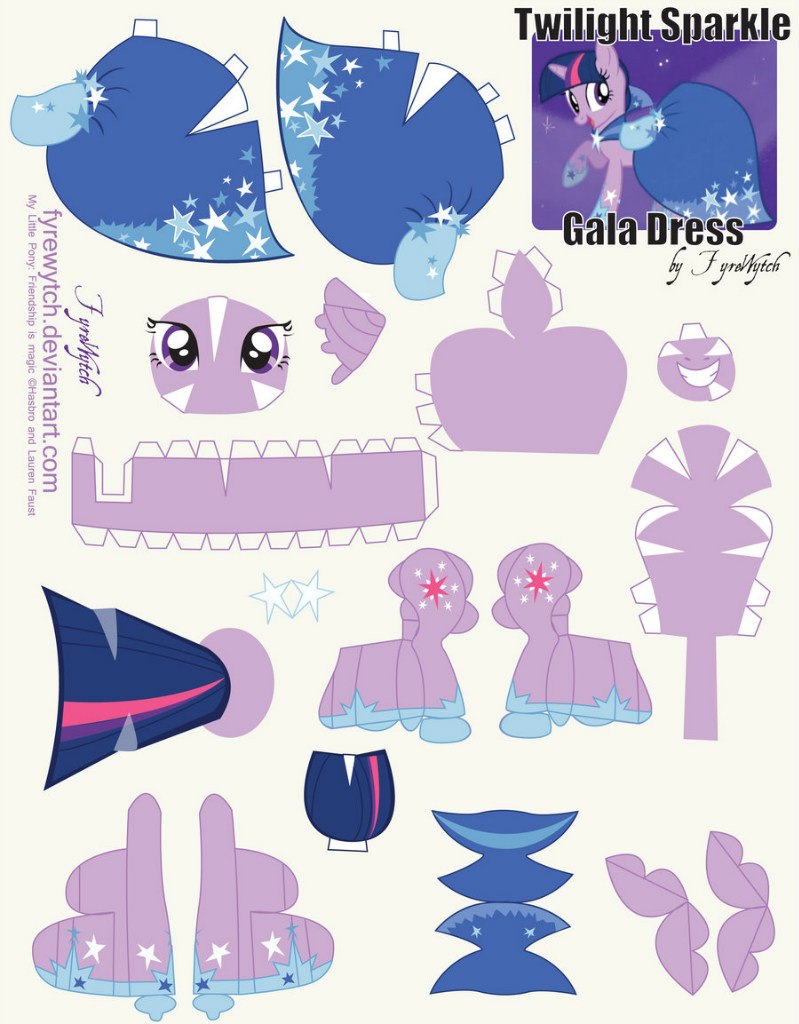 Twilight Sparkle
Gala Dress
by FyreWytch
FyreWytch
fyrewytch.deviantart.com
My Little Pony: Friendship is magic ©Hasbro and Lauren Faust